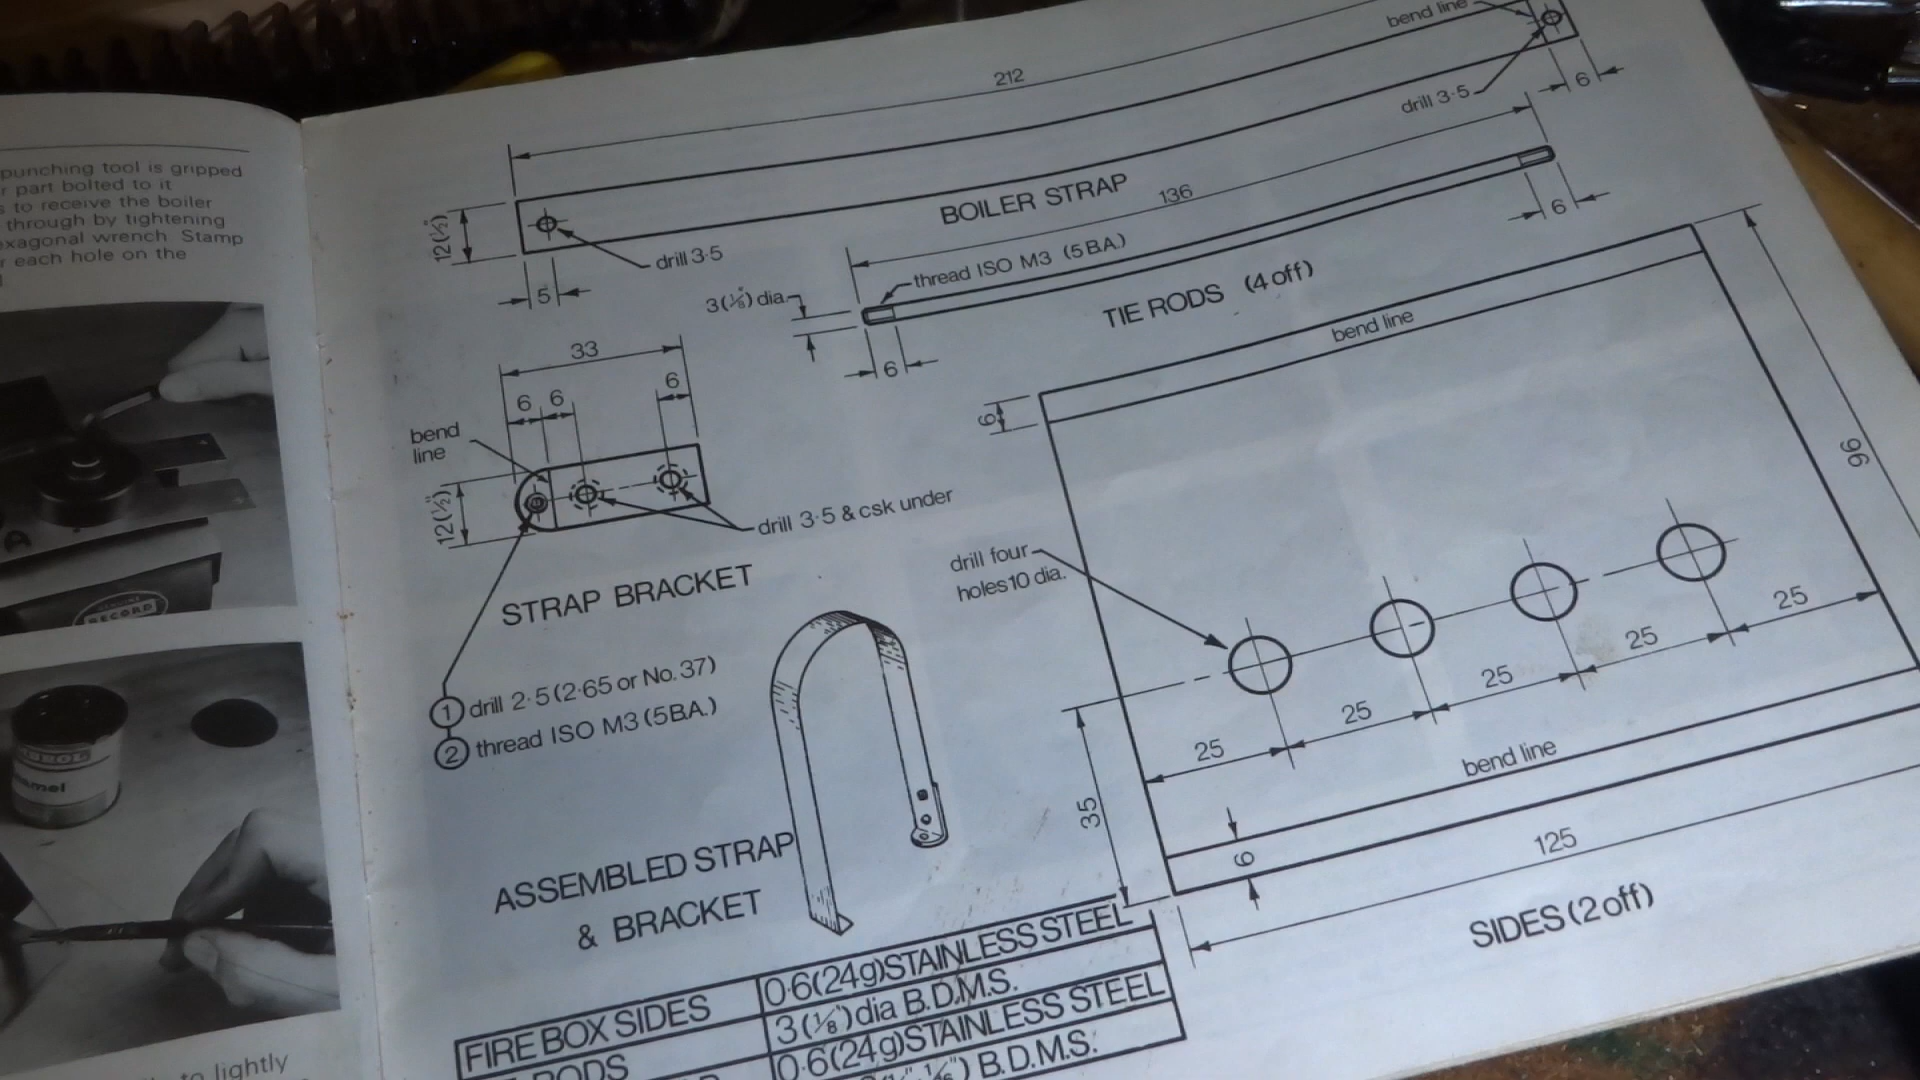 punching tool is gripped
part bolted to it
to receive the boiler
through by tightening
hexagonal wrench. Stamp
each hole on the
RECORD
to lightly
bend line
212
6
drill 3·5
12(½")
drill 3·5
5
BOILER STRAP
136
6
thread ISO M3 (5B.A.)
3(⅛") dia.
6
TIE RODS (4 off)
33
6 6 6
bend
line
12(½")
drill 3·5 & csk under
STRAP BRACKET
1 drill 2·5 (2·65 or No. 37)
2 thread ISO M3 (5B.A.)
ASSEMBLED STRAP
& BRACKET
bend line
6
96
drill four
holes 10 dia.
25
25
25
25
25
35
bend line
6
125
SIDES (2 off)
FIRE BOX SIDES 0·6(24g)STAINLESS STEEL
RODS 3(⅛")dia B.D.M.S.
0·6(24g)STAINLESS STEEL
B.D.M.S.